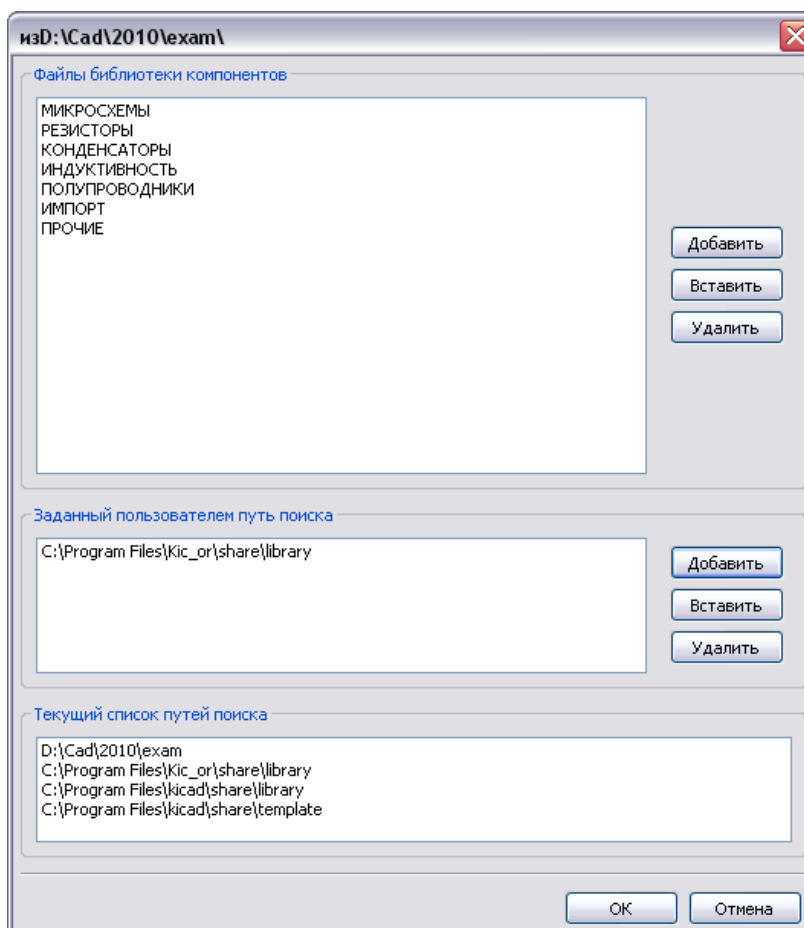 изD:\Cad\2010\exam\
Файлы библиотеки компонентов
МИКРОСХЕМЫ
РЕЗИСТОРЫ
КОНДЕНСАТОРЫ
ИНДУКТИВНОСТЬ
ПОЛУПРОВОДНИКИ
ИМПОРТ
ПРОЧИЕ
Добавить
Вставить
Удалить
Заданный пользователем путь поиска
C:\Program Files\Kic_or\share\library
Добавить
Вставить
Удалить
Текущий список путей поиска
D:\Cad\2010\exam
C:\Program Files\Kic_or\share\library
C:\Program Files\kicad\share\library
C:\Program Files\kicad\share\template
ОК
Отмена